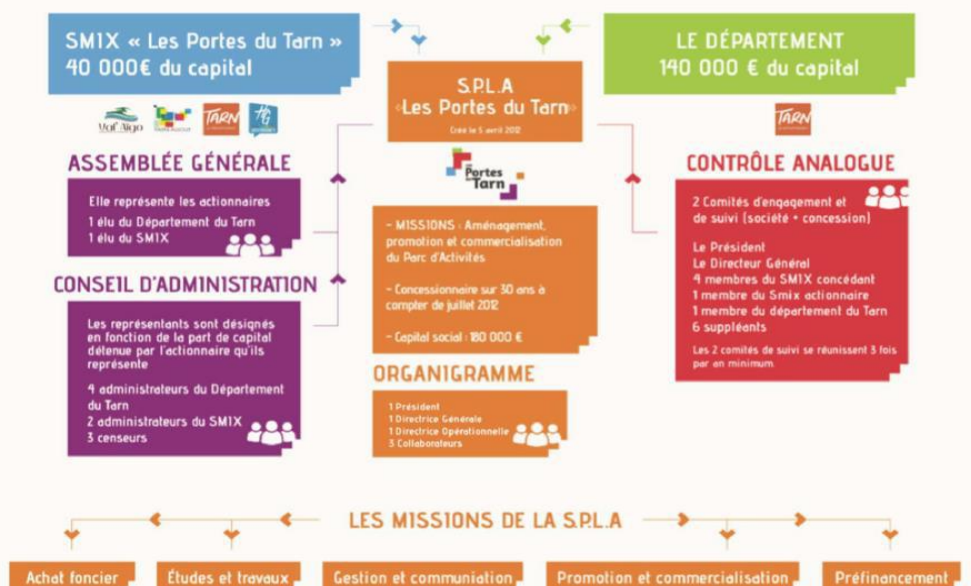 SMIX « Les Portes du Tarn »
40 000€ du capital
S.P.L.A
«Les Portes du Tarn»
Créé le 5 avril 2012
LE DÉPARTEMENT
140 000 € du capital
Val'Aïgo
TARN
TARN
ASSEMBLÉE GÉNÉRALE
Elle représente les actionnaires
1 élu du Département du Tarn
1 élu du SMIX
CONSEIL D'ADMINISTRATION
Les représentants sont désignés
en fonction de la part de capital
détenue par l'actionnaire qu'ils
représente
4 administrateurs du Département
du Tarn
2 administrateurs du SMIX
3 censeurs
Portes
Tarn
- MISSIONS : Aménagement,
promotion et commercialisation
du Parc d'Activités
- Concessionnaire sur 30 ans à
compter de juillet 2012
- Capital social : 180 000 €
ORGANIGRAMME
1 Président
1 Directrice Générale
1 Directrice Opérationnelle
3 Collaborateurs
CONTRÔLE ANALOGUE
2 Comités d'engagement et
de suivi (société + concession)
Le Président
Le Directeur Général
4 membres du SMIX concédant
1 membre du Smix actionnaire
1 membre du département du Tarn
6 suppléants
Les 2 comités de suivi se réunissent 3 fois
par an minimum
LES MISSIONS DE LA S.P.L.A
Achat foncier
Études et travaux
Gestion et communiation
Promotion et commercialisation
Préfinancement